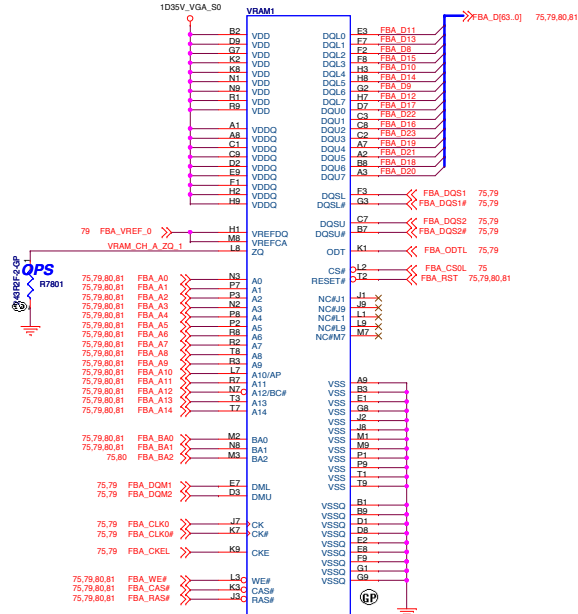 1D35V_VGA_S0
VRAM1
FBA_D[63..0] 75,79,80,81
B2 VDD
D9 VDD
G7 VDD
K2 VDD
K8 VDD
N1 VDD
N9 VDD
R1 VDD
R9 VDD
A1 VDDQ
A8 VDDQ
C1 VDDQ
C9 VDDQ
D2 VDDQ
E9 VDDQ
F1 VDDQ
H2 VDDQ
H9 VDDQ
79 FBA_VREF_0 H1 VREFDQ
M8 VREFCA
VRAM_CH_A_ZQ_1 L8 ZQ
OPS
R7801
75,79,80,81 FBA_A0 N3 A0
75,79,80,81 FBA_A1 P7 A1
75,79,80,81 FBA_A2 P3 A2
75,79,80,81 FBA_A3 N2 A3
75,79,80,81 FBA_A4 P8 A4
75,79,80,81 FBA_A5 P2 A5
75,79,80,81 FBA_A6 R8 A6
75,79,80,81 FBA_A7 R2 A7
75,79,80,81 FBA_A8 T8 A8
75,79,80,81 FBA_A9 R3 A9
75,79,80,81 FBA_A10 L7 A10/AP
75,79,80,81 FBA_A11 R7 A11
75,79,80,81 FBA_A12 N7 A12/BC#
75,79,80,81 FBA_A13 T3 A13
75,79,80,81 FBA_A14 T7 A14
75,79,80,81 FBA_BA0 M2 BA0
75,79,80,81 FBA_BA1 N8 BA1
75,80 FBA_BA2 M3 BA2
75,79 FBA_DQM1 E7 DML
75,79 FBA_DQM2 D3 DMU
75,79 FBA_CLK0 J7 CK
75,79 FBA_CLK0# K7 CK#
75,79 FBA_CKEL K9 CKE
75,79,80,81 FBA_WE# L3 WE#
75,79,80,81 FBA_CAS# K3 CAS#
75,79,80,81 FBA_RAS# J3 RAS#
DQL0 E3 FBA_D11
DQL1 F7 FBA_D13
DQL2 F2 FBA_D8
DQL3 F8 FBA_D15
DQL4 H3 FBA_D10
DQL5 H8 FBA_D14
DQL6 G2 FBA_D9
DQL7 H7 FBA_D12
DQU0 D7 FBA_D17
DQU1 C3 FBA_D22
DQU2 C8 FBA_D16
DQU3 C2 FBA_D23
DQU4 A7 FBA_D19
DQU5 A2 FBA_D21
DQU6 B8 FBA_D18
DQU7 A3 FBA_D20
DQSL F3 FBA_DQS1 75,79
DQSL# G3 FBA_DQS1# 75,79
DQSU C7 FBA_DQS2 75,79
DQSU# B7 FBA_DQS2# 75,79
ODT K1 FBA_ODTL 75,79
CS# L2 FBA_CS0L 75
RESET# T2 FBA_RST 75,79,80,81
NC#J1 J1
NC#J9 J9
NC#L1 L1
NC#L9 L9
NC#M7 M7
VSS A9
VSS B3
VSS E1
VSS G8
VSS J2
VSS J8
VSS M1
VSS M9
VSS P1
VSS P9
VSS T1
VSS T9
VSSQ B1
VSSQ B9
VSSQ D1
VSSQ D8
VSSQ E2
VSSQ E8
VSSQ F9
VSSQ G1
VSSQ G9
GP